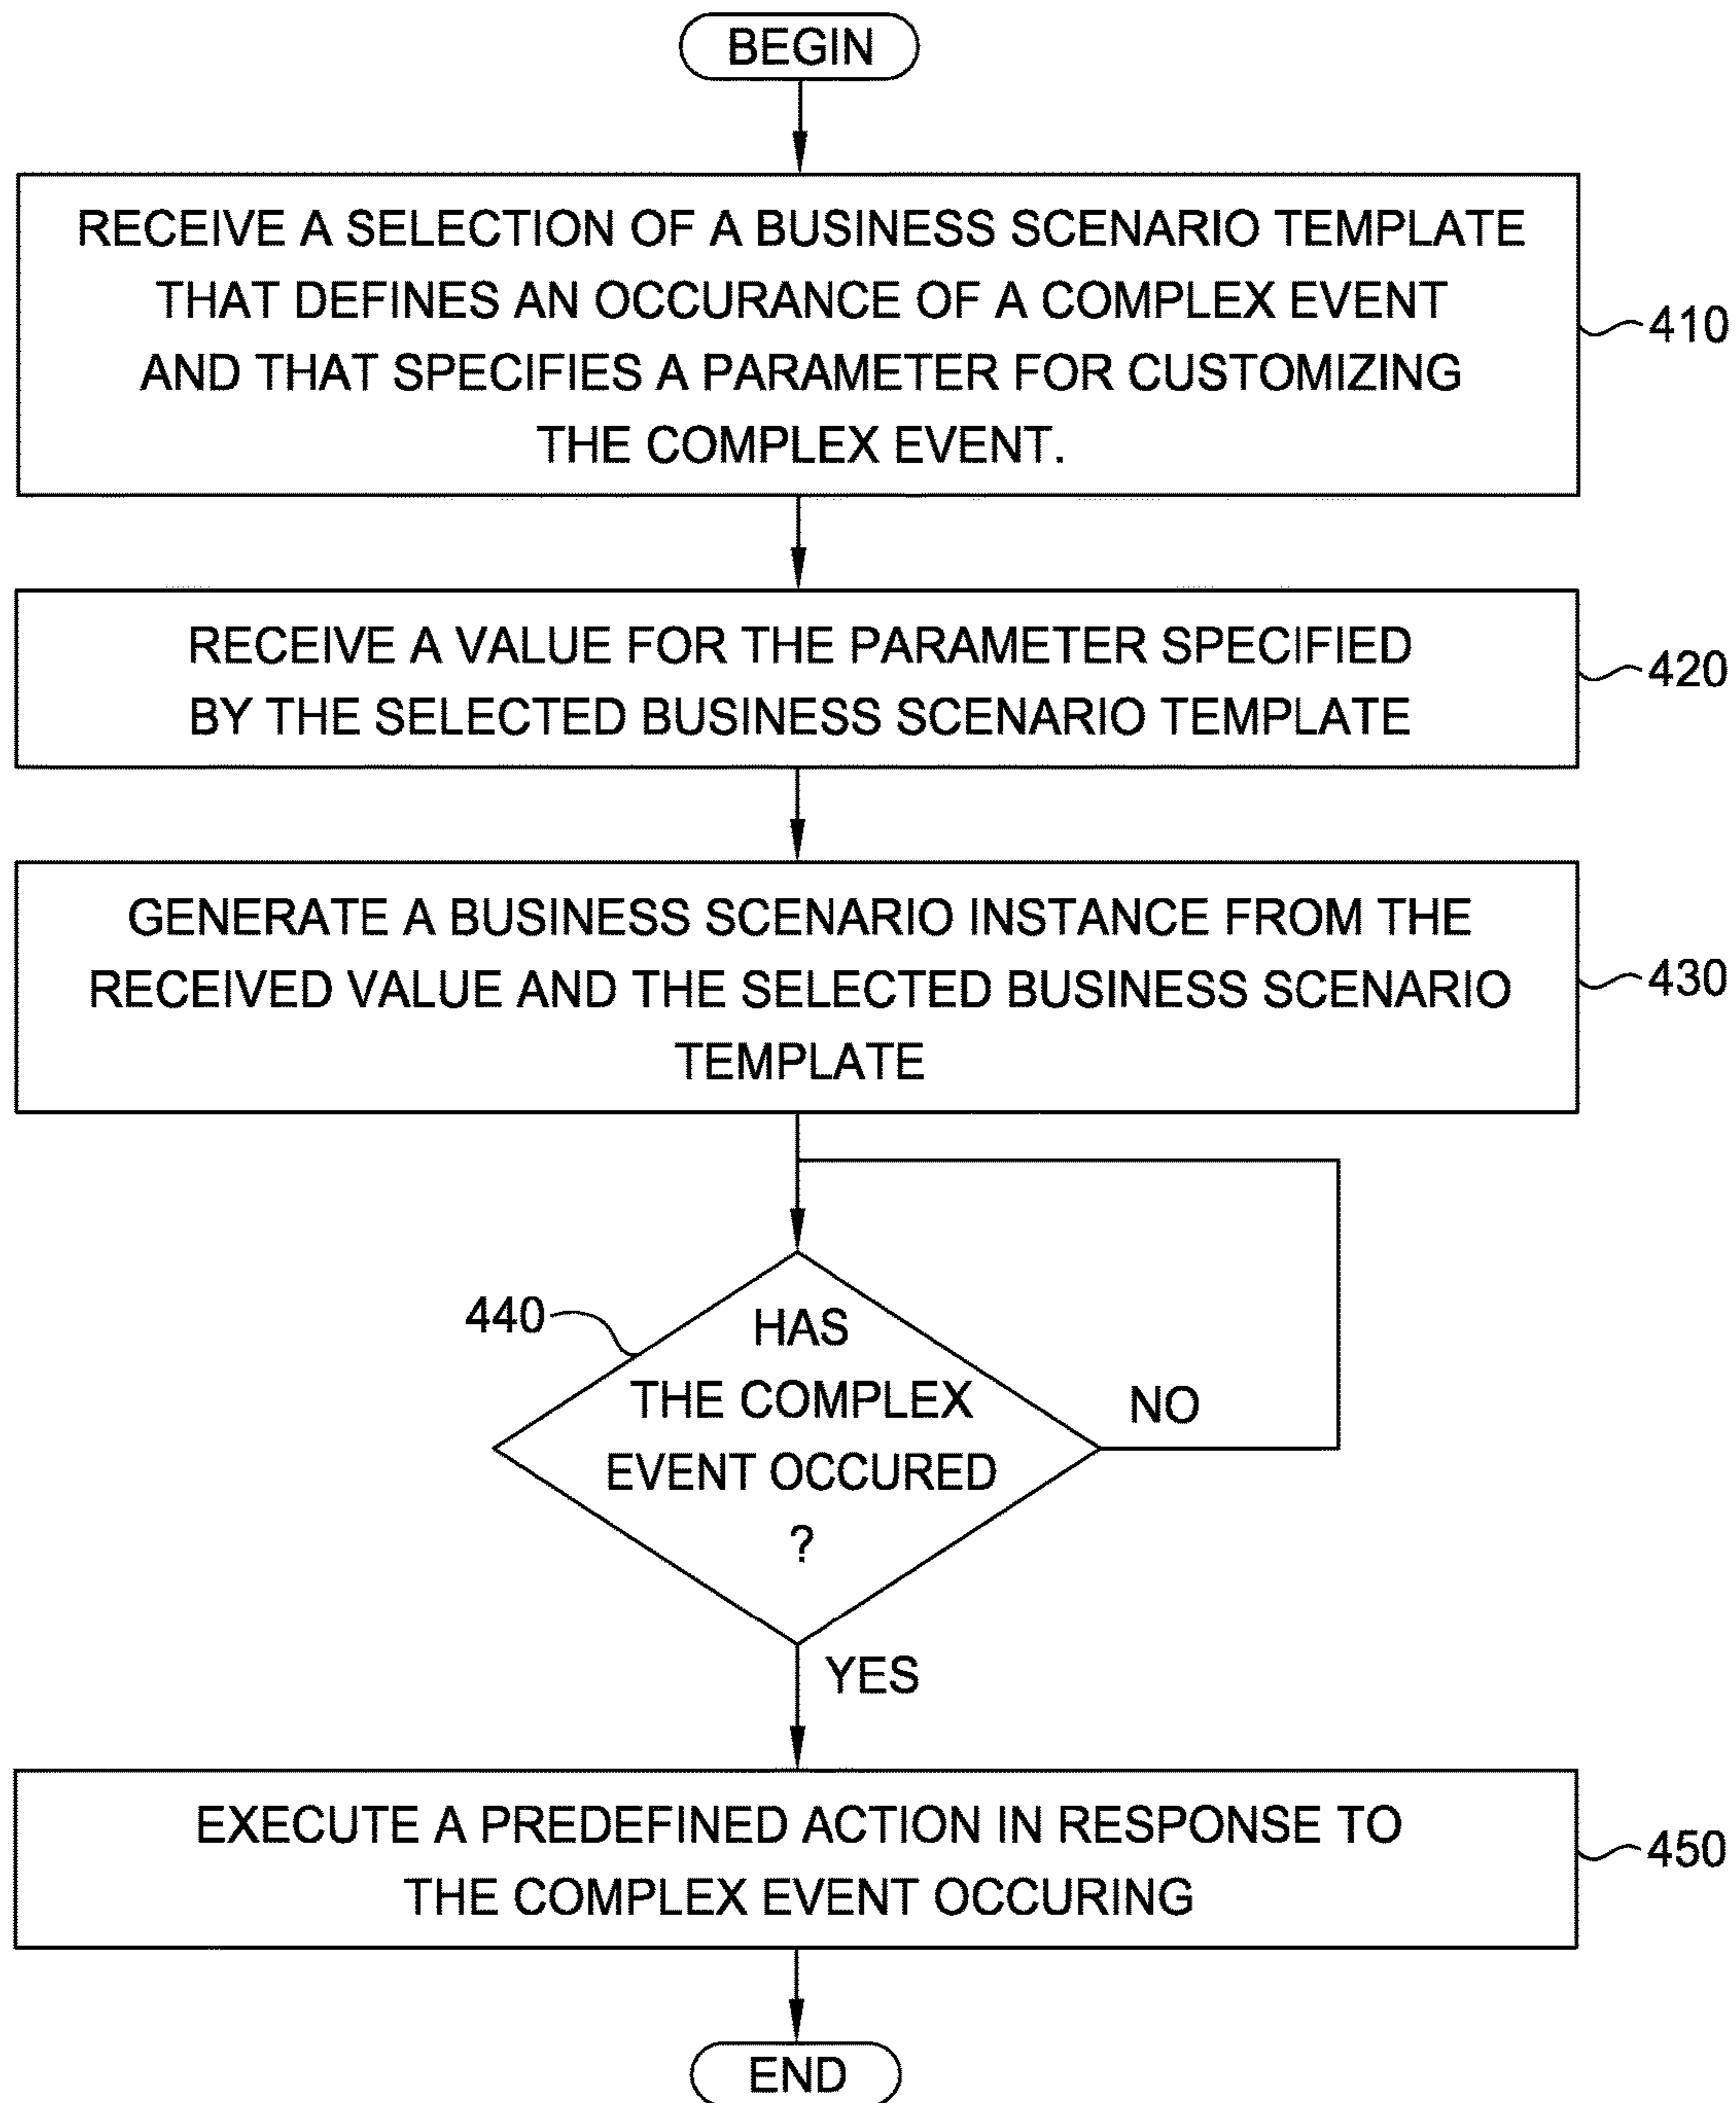 BEGIN
RECEIVE A SELECTION OF A BUSINESS SCENARIO TEMPLATE
THAT DEFINES AN OCCURANCE OF A COMPLEX EVENT
AND THAT SPECIFIES A PARAMETER FOR CUSTOMIZING
THE COMPLEX EVENT.
410
RECEIVE A VALUE FOR THE PARAMETER SPECIFIED
BY THE SELECTED BUSINESS SCENARIO TEMPLATE
420
GENERATE A BUSINESS SCENARIO INSTANCE FROM THE
RECEIVED VALUE AND THE SELECTED BUSINESS SCENARIO
TEMPLATE
430
440
HAS
THE COMPLEX
EVENT OCCURED
?
NO
YES
EXECUTE A PREDEFINED ACTION IN RESPONSE TO
THE COMPLEX EVENT OCCURING
450
END